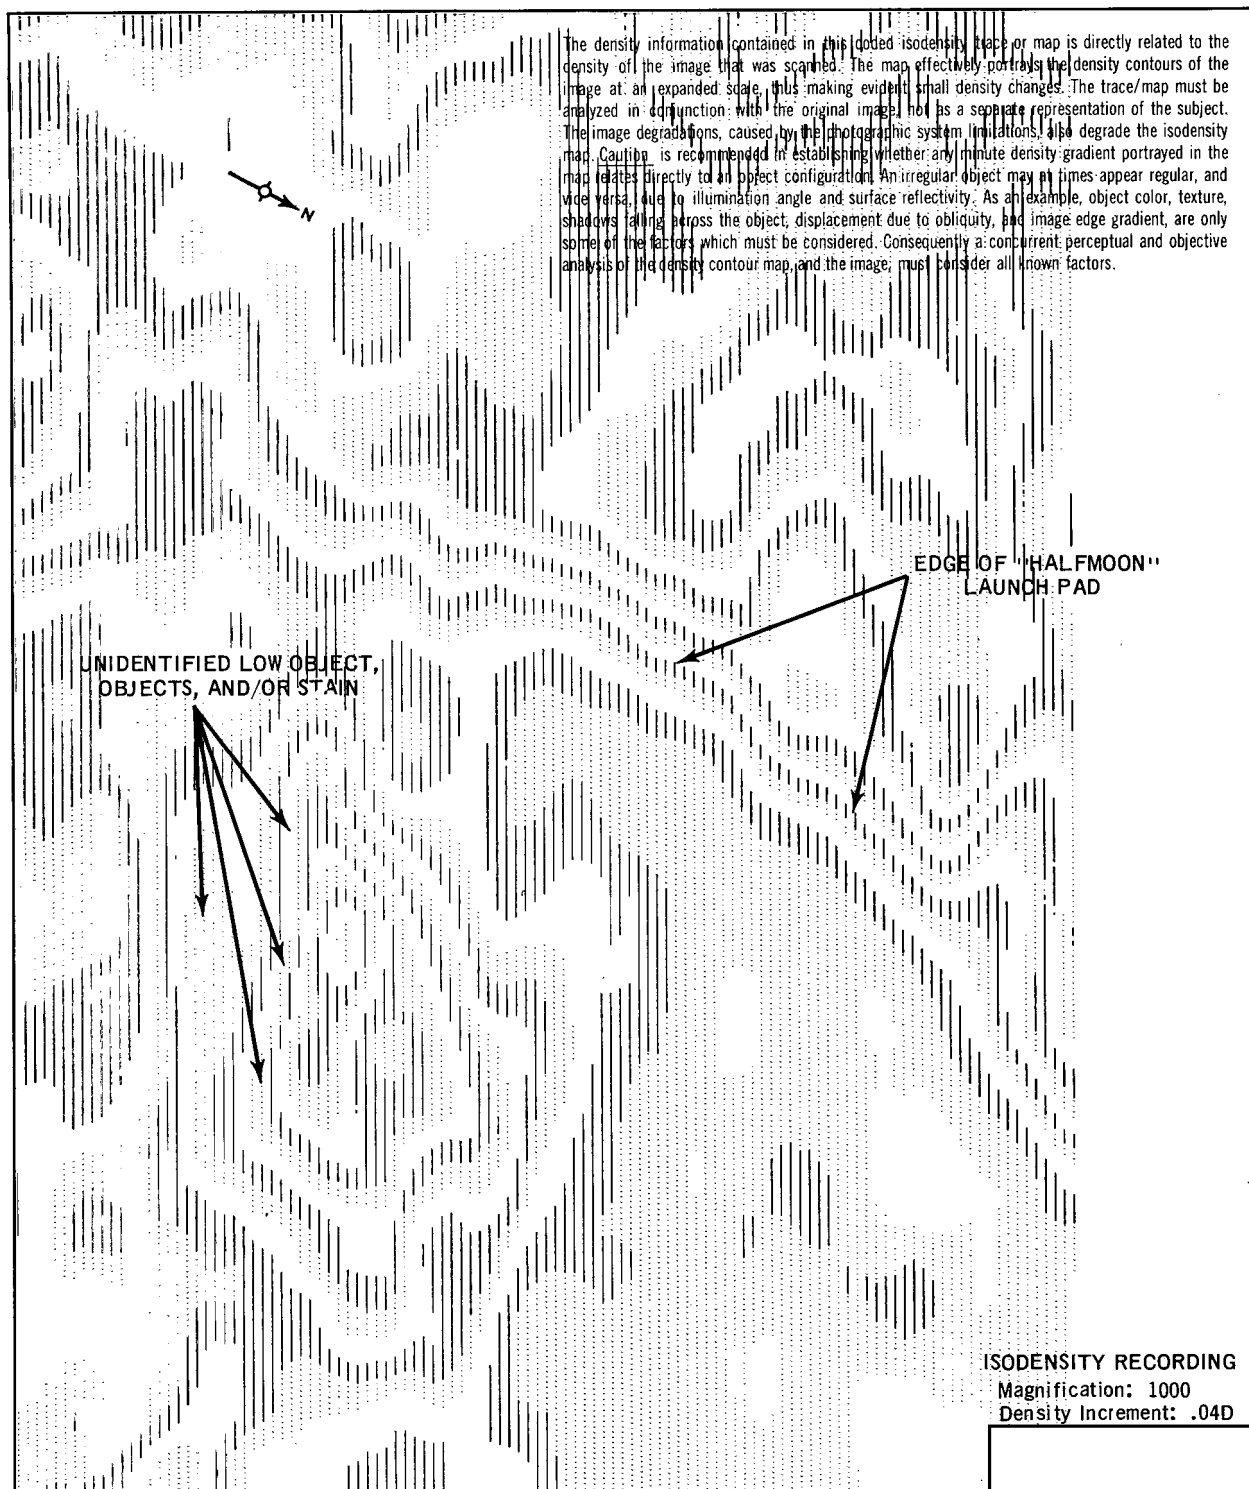 The density information contained in this coded isodensity trace or map is directly related to the
density of the image that was scanned. The map effectively portrays the density contours of the
image at an expanded scale, thus making evident small density changes. The trace/map must be
analyzed in conjunction with the original image, not as a seperate representation of the subject.
The image degradations, caused by the photographic system limitations, also degrade the isodensity
map. Caution is recommended in establishing whether any minute density gradient portrayed in the
map relates directly to an object configuration. An irregular object may at times appear regular, and
vice versa, due to illumination angle and surface reflectivity. As an example, object color, texture,
shadows falling across the object, displacement due to obliquity, and image edge gradient, are only
some of the factors which must be considered. Consequently a concurrent perceptual and objective
analysis of the density contour map, and the image, must consider all known factors.
N
EDGE OF "HALFMOON"
LAUNCH PAD
UNIDENTIFIED LOW OBJECT,
OBJECTS, AND/OR STAIN
ISODENSITY RECORDING
Magnification: 1000
Density Increment: .04D